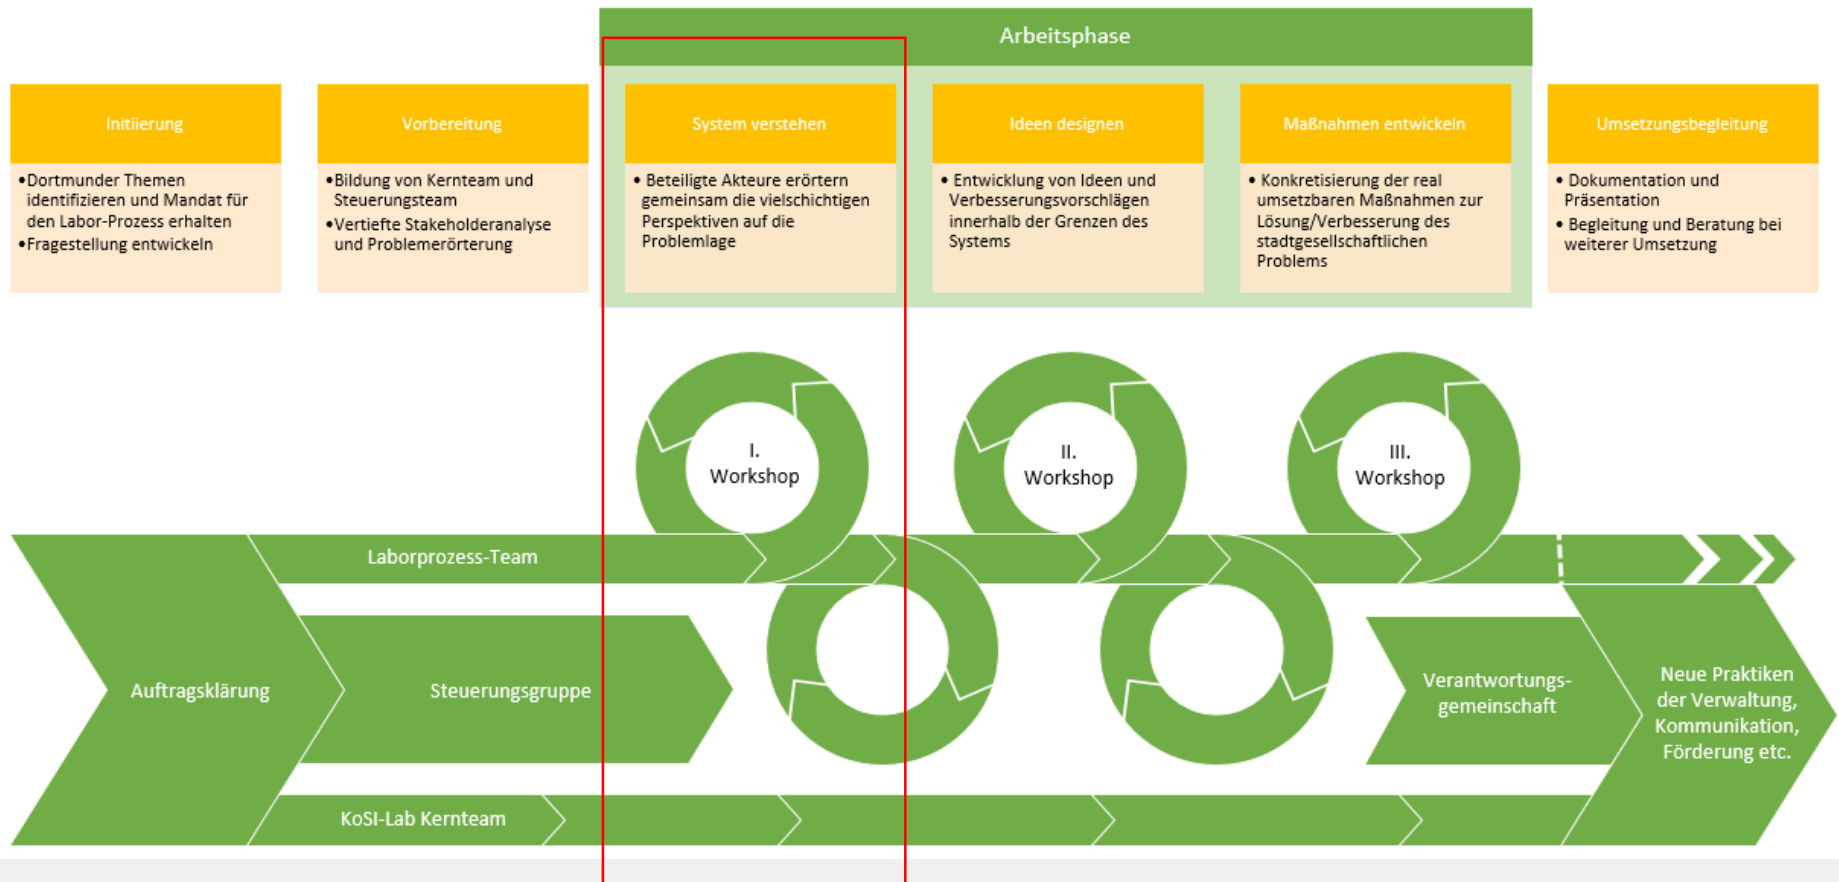 Arbeitsphase
Initiierung
•Dortmunder Themen
identifizieren und Mandat für
den Labor-Prozess erhalten
•Fragestellung entwickeln
Vorbereitung
•Bildung von Kernteam und
Steuerungsteam
•Vertiefte Stakeholderanalyse
und Problemerörterung
System verstehen
• Beteiligte Akteure erörtern
gemeinsam die vielschichtigen
Perspektiven auf die
Problemlage
Ideen designen
• Entwicklung von Ideen und
Verbesserungsvorschlägen
innerhalb der Grenzen des
Systems
Maßnahmen entwickeln
• Konkretisierung der real
umsetzbaren Maßnahmen zur
Lösung/Verbesserung des
stadtgesellschaftlichen
Problems
Umsetzungsbegleitung
• Dokumentation und
Präsentation
• Begleitung und Beratung bei
weiterer Umsetzung
I.
Workshop
II.
Workshop
III.
Workshop
Laborprozess-Team
Auftragsklärung
Steuerungsgruppe
Verantwortungs-
gemeinschaft
Neue Praktiken
der Verwaltung,
Kommunikation,
Förderung etc.
KoSI-Lab Kernteam